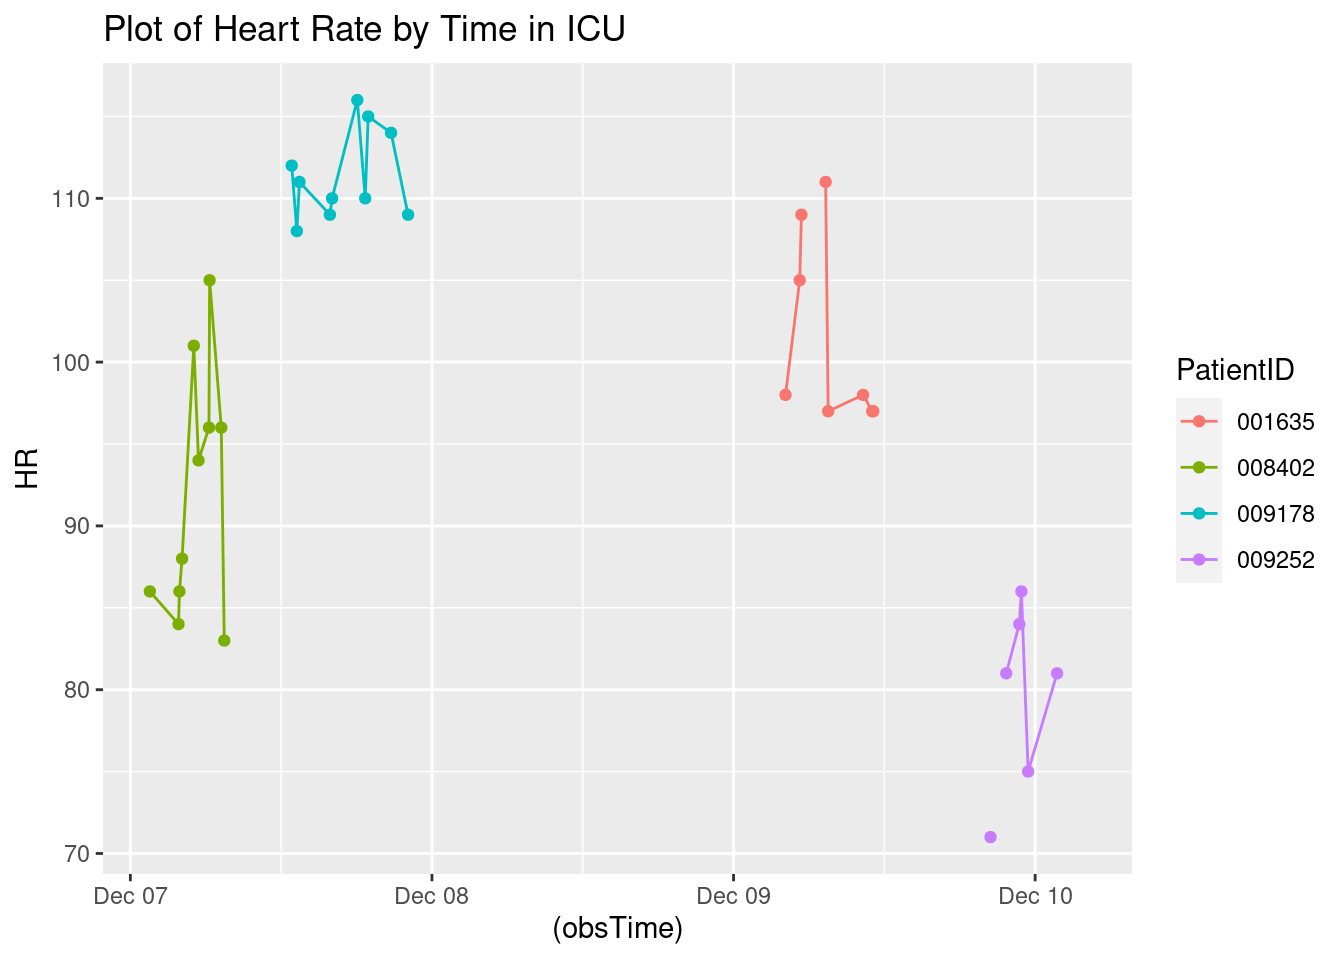 Plot of Heart Rate by Time in ICU
HR
110
100
90
80
70
Dec 07
Dec 08
Dec 09
Dec 10
(obsTime)
PatientID
001635
008402
009178
009252